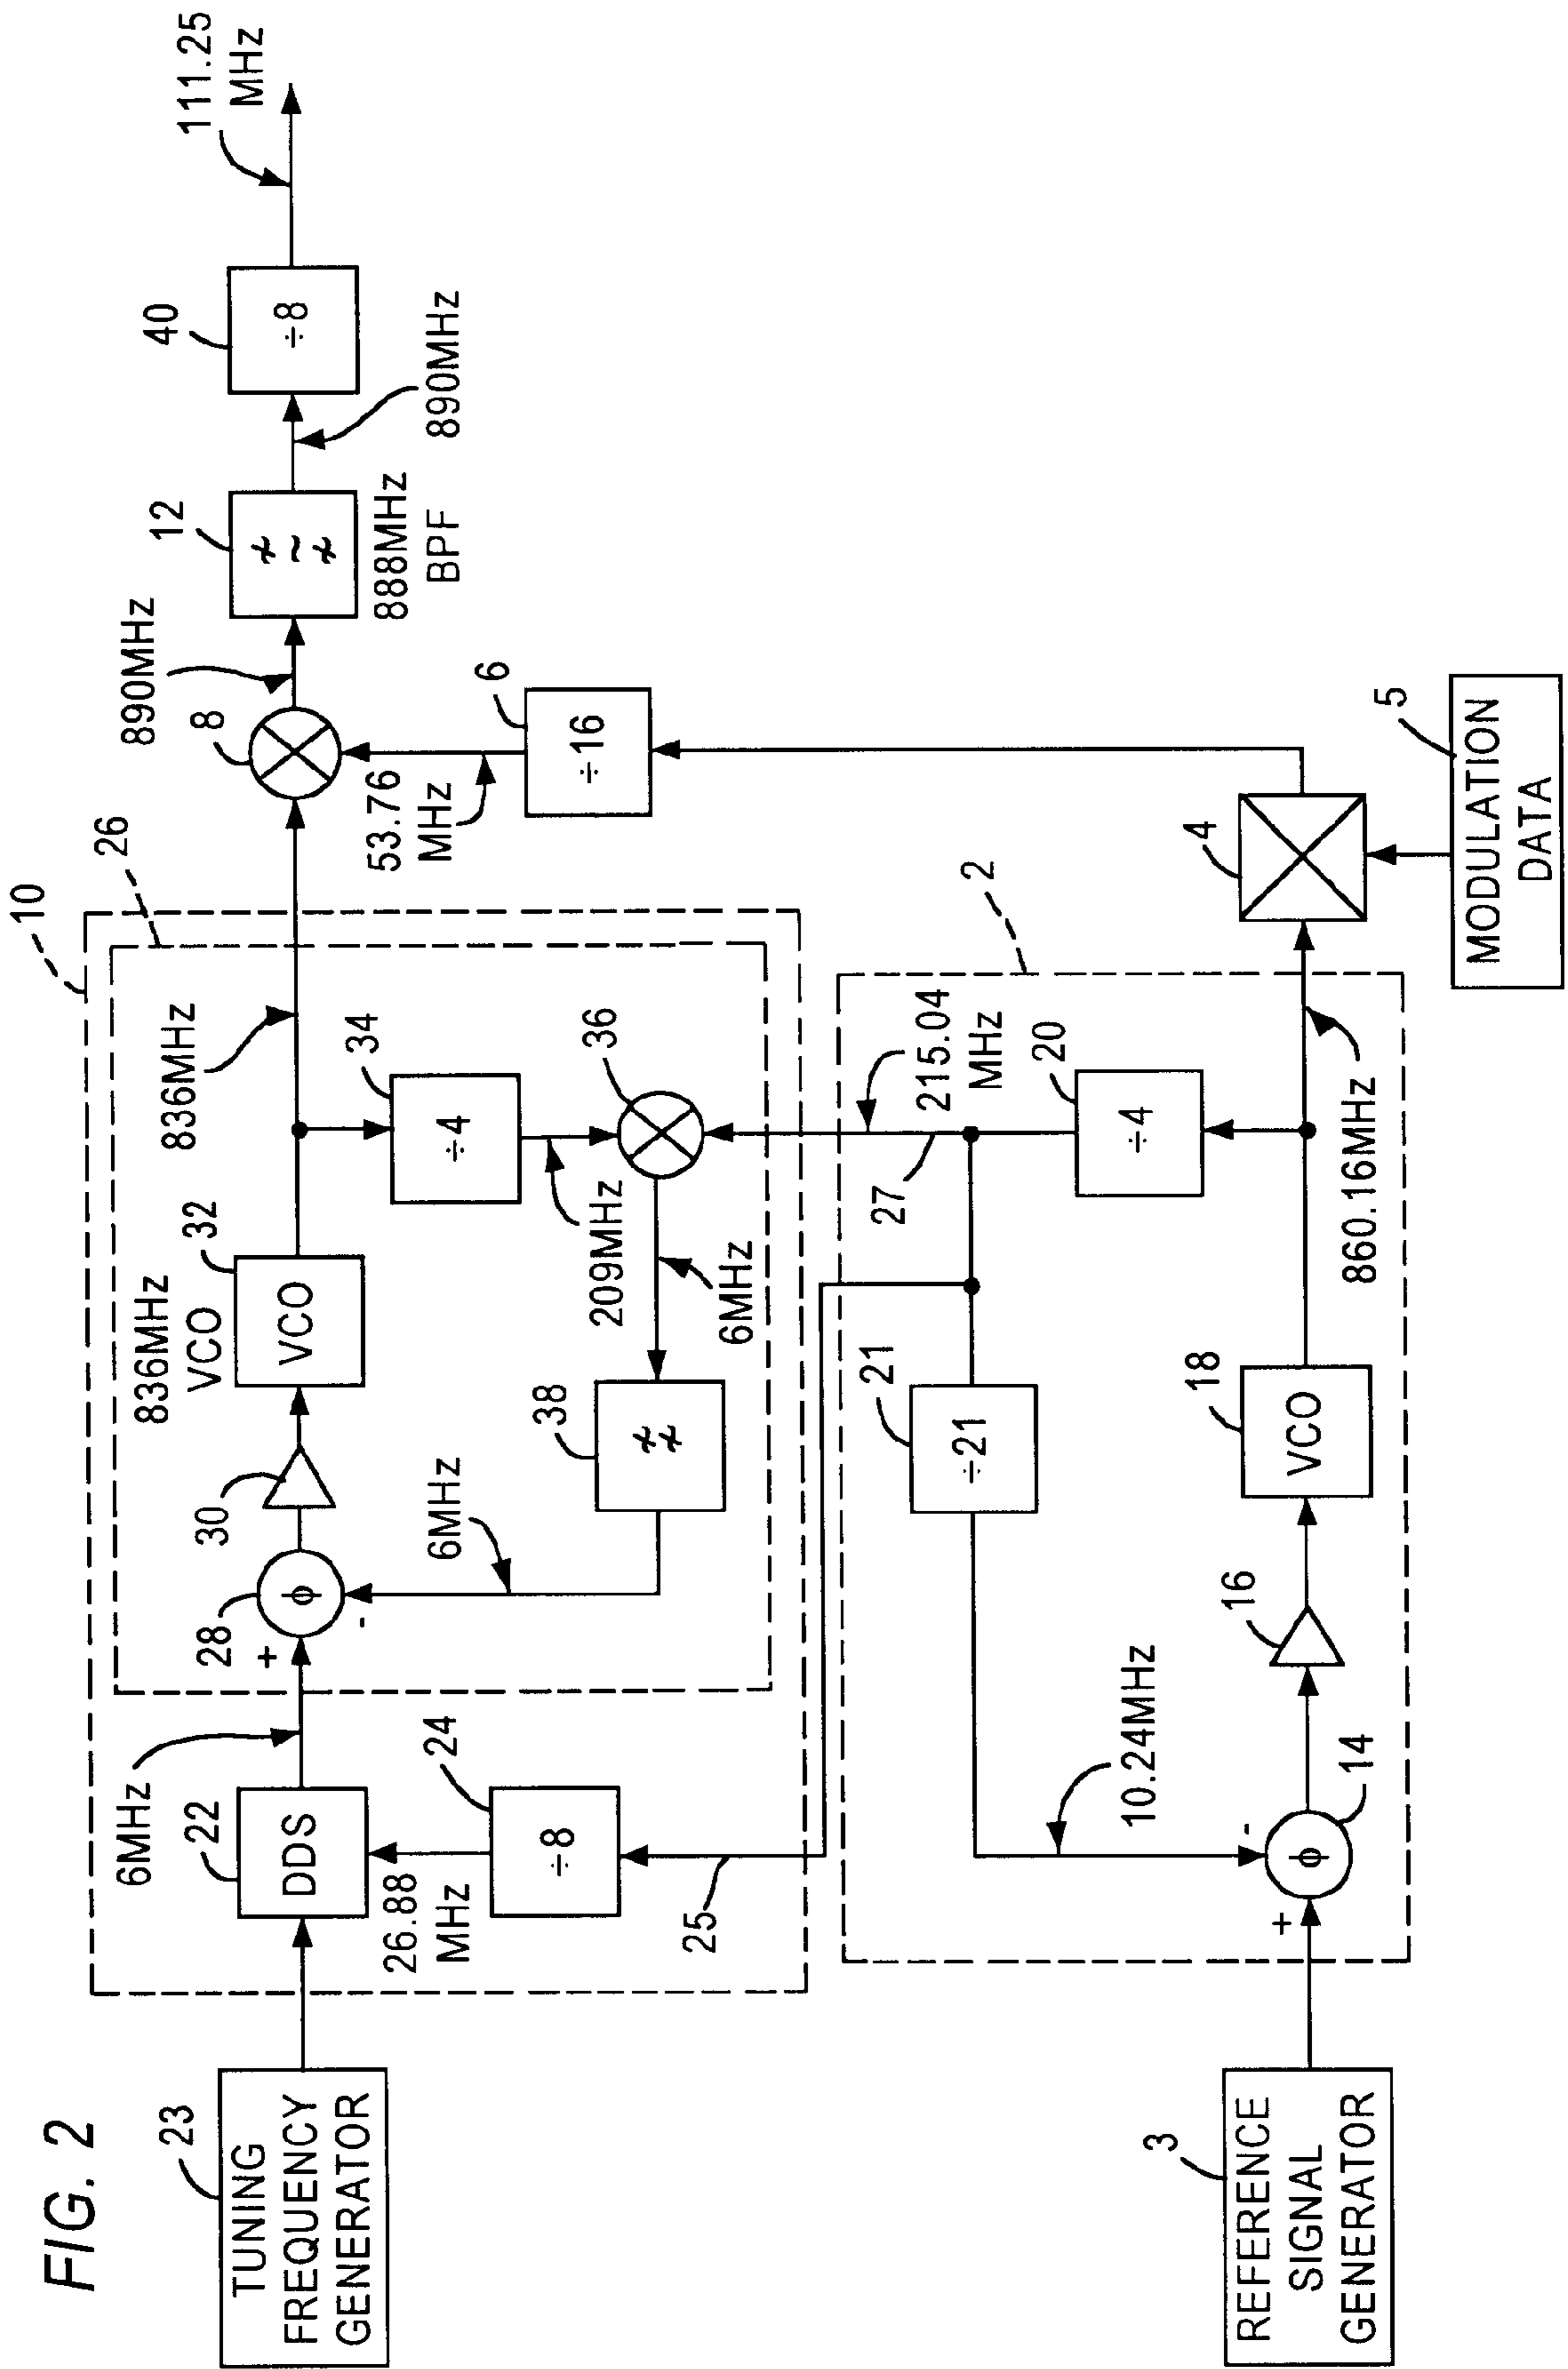 FIG. 2
23
TUNING
FREQUENCY
GENERATOR
6MHz
22
DDS
26.88
MHz
24
÷8
25
10
26
28
+
-
ϕ
30
836MHz
VCO
32
VCO
836MHz
34
÷4
209MHz
36
6MHz
38
6MHz
8
890MHz
12
888MHz
BPF
890MHz
40
÷8
111.25
MHz
53.76
MHz
6
÷16
3
REFERENCE
SIGNAL
GENERATOR
2
+
-
ϕ
14
10.24MHz
16
18
VCO
21
÷21
27
215.04
MHz
20
÷4
860.16MHz
4
5
MODULATION
DATA